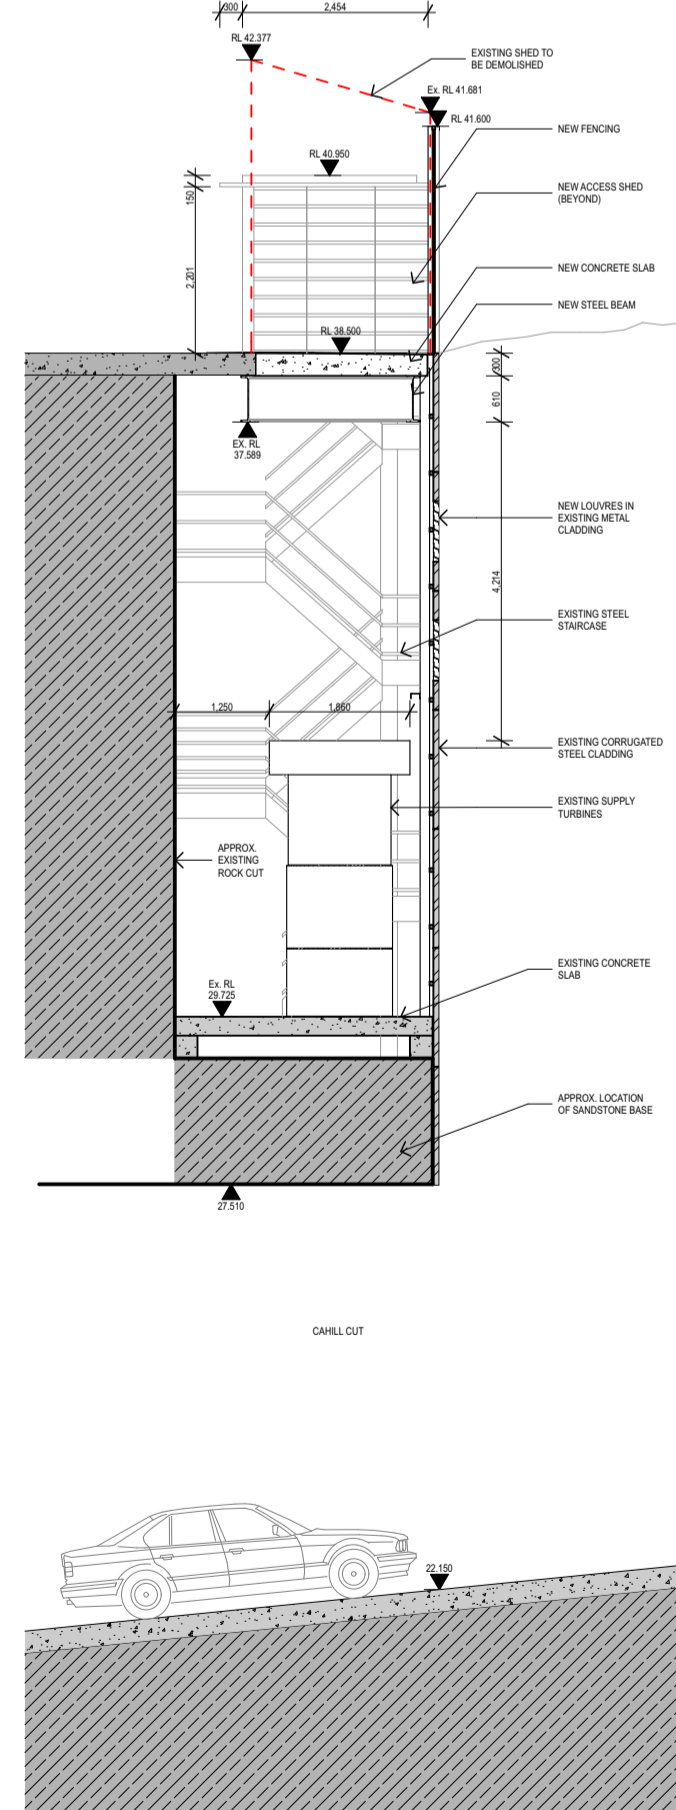 300
2,454
RL 42.377
EXISTING SHED TO
BE DEMOLISHED
Ex. RL 41.681
RL 41.600
NEW FENCING
RL 40.950
150
NEW ACCESS SHED
(BEYOND)
2,201
NEW CONCRETE SLAB
NEW STEEL BEAM
RL 38.500
300
610
EX. RL
37.589
NEW LOUVRES IN
EXISTING METAL
CLADDING
4,214
EXISTING STEEL
STAIRCASE
1,250
1,860
EXISTING CORRUGATED
STEEL CLADDING
EXISTING SUPPLY
TURBINES
APPROX.
EXISTING
ROCK CUT
EXISTING CONCRETE
SLAB
Ex. RL
29.725
APPROX. LOCATION
OF SANDSTONE BASE
27.510
CAHILL CUT
22.150